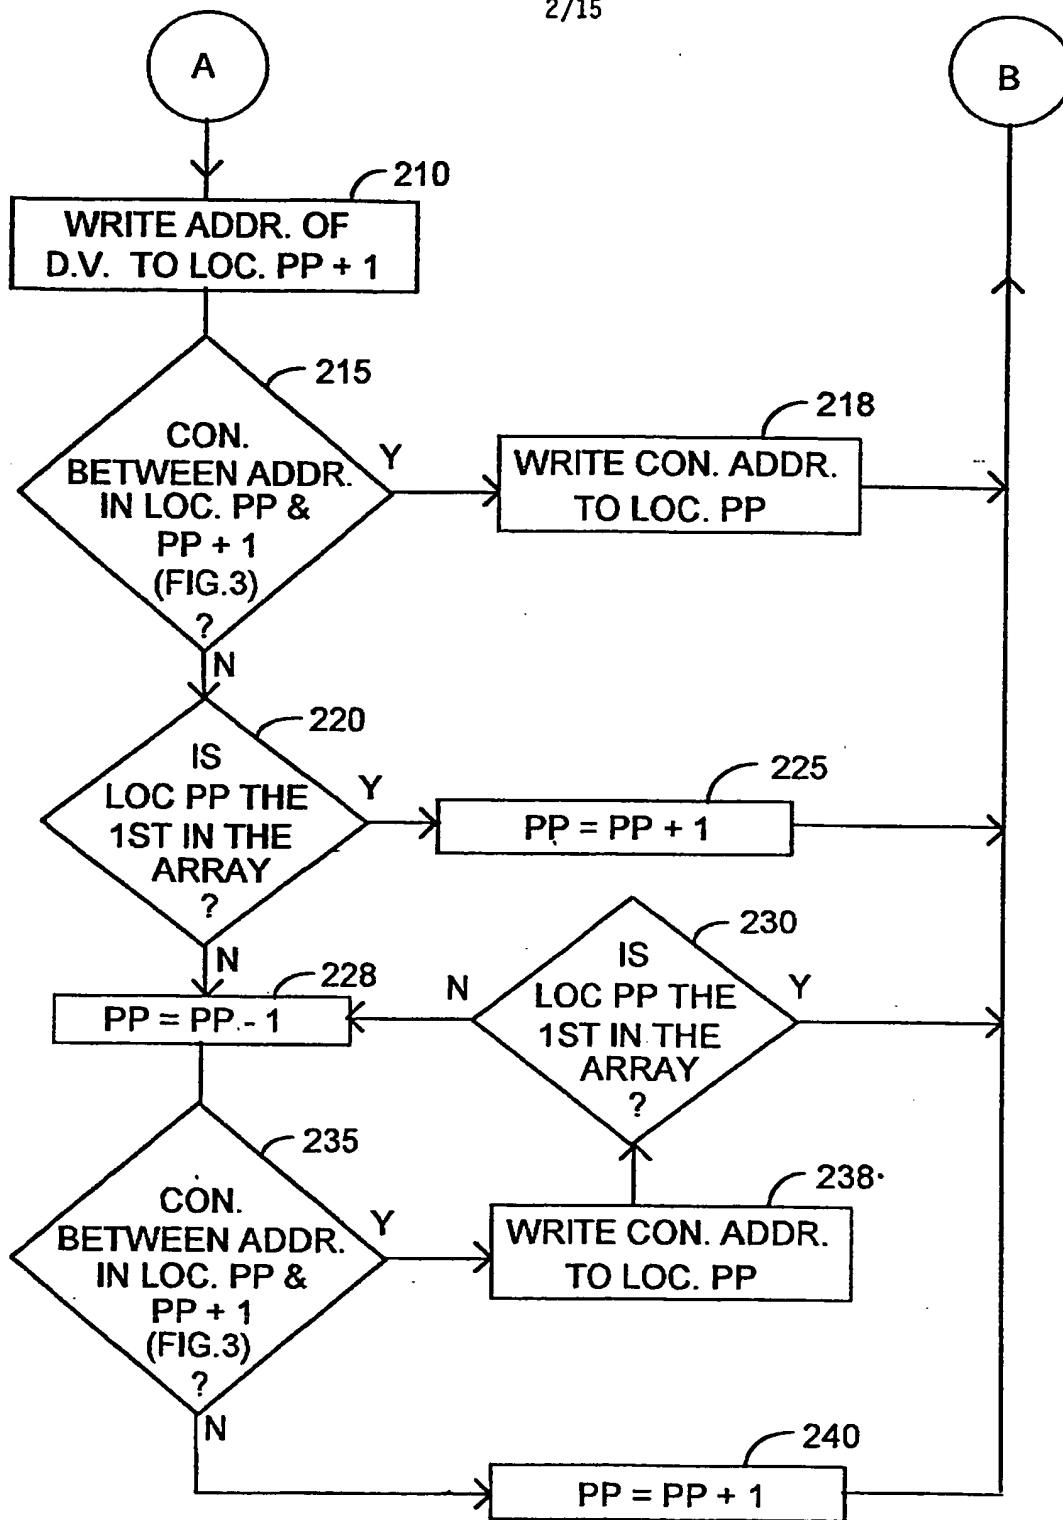 2/15
A
B
210
WRITE ADDR. OF
D.V. TO LOC. PP + 1
215
CON.
BETWEEN ADDR.
IN LOC. PP &
PP + 1
(FIG.3)
?
Y
N
218
WRITE CON. ADDR.
TO LOC. PP
220
IS
LOC PP THE
1ST IN THE
ARRAY
?
Y
N
225
PP = PP + 1
228
PP = PP - 1
230
IS
LOC PP THE
1ST IN THE
ARRAY
?
N
Y
235
CON.
BETWEEN ADDR.
IN LOC. PP &
PP + 1
(FIG.3)
?
Y
N
238
WRITE CON. ADDR.
TO LOC. PP
240
PP = PP + 1